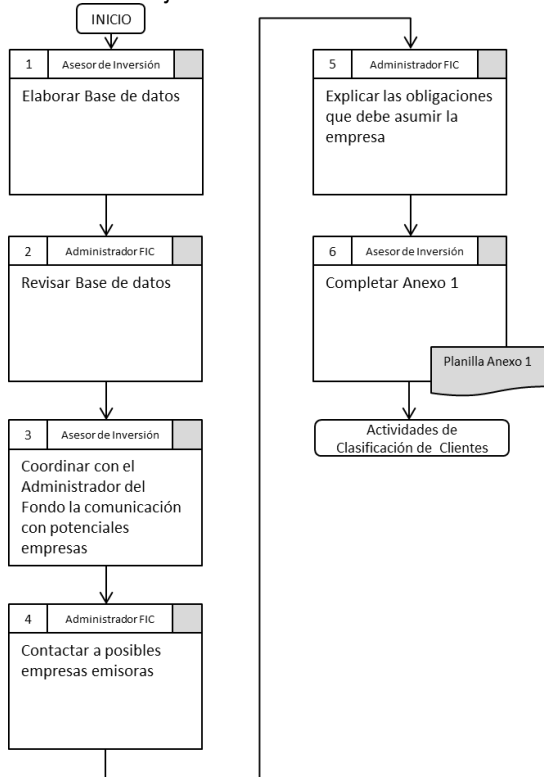 INICIO
1 Asesor de Inversión
Elaborar Base de datos
2 Administrador FIC
Revisar Base de datos
3 Asesor de Inversión
Coordinar con el
Administrador del
Fondo la comunicación
con potenciales
empresas
4 Administrador FIC
Contactar a posibles
empresas emisoras
5 Administrador FIC
Explicar las obligaciones
que debe asumir la
empresa
6 Asesor de Inversión
Completar Anexo 1
Planilla Anexo 1
Actividades de
Clasificación de Clientes